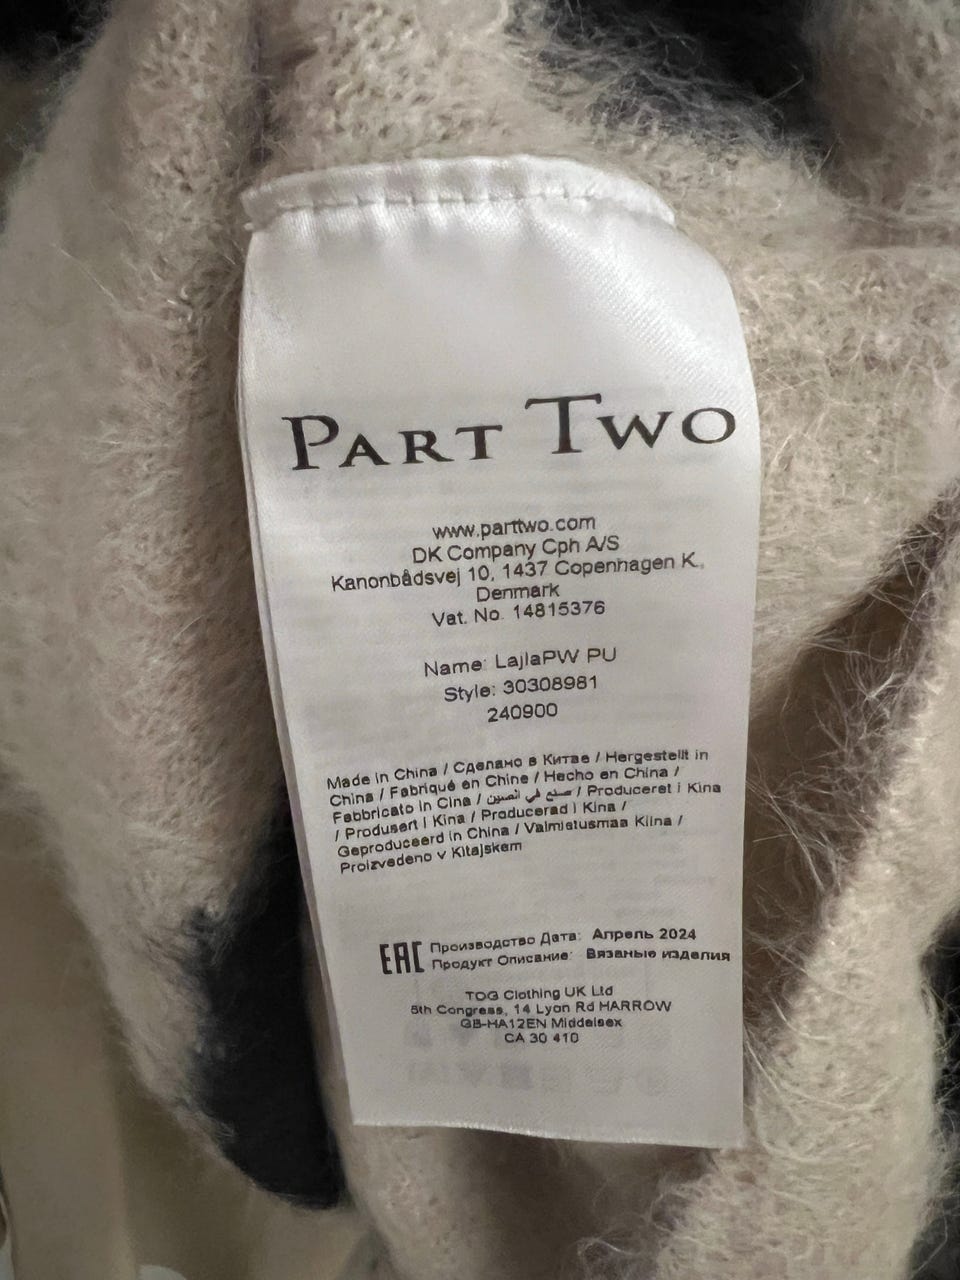 PART TWO
www.parttwo.com
DK Company Cph A/S
Kanonbådsvej 10, 1437 Copenhagen K,
Denmark
Vat. No. 14815376
Name: LajlaPW PU
Style: 30308981
240900
Made in China / Сделано в Китае / Hergestellt in
China / Fabriqué en Chine / Hecho en China /
Fabbricato in Cina / صنع في الصين / Produceret i Kina
/ Produsert i Kina / Producerad i Kina /
Geproduceerd in China / Valmistusmaa Kiina /
Proizvedeno v Kitajskem
EAC Производство Дата: Апрель 2024
Продукт Описание: Вязаные изделия
TOG Clothing UK Ltd
5th Congress, 14 Lyon Rd HARROW
GB-HA12EN Middelsex
CA 30 410